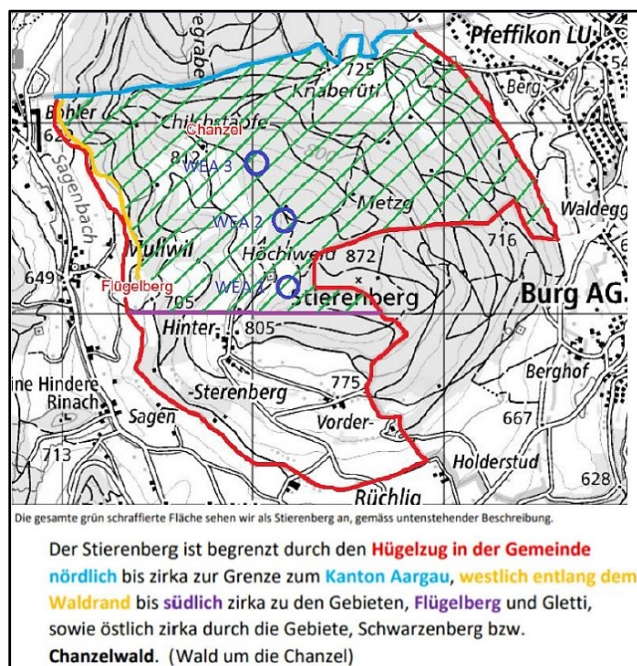 Pfeffikon LU
725
Knaberüti
Berg
Bohler
Chilchstapfe
Chanzel
812
800
WEA 3
Sagenbach
Metzg
WEA 2
Waldegg
Höchiweid
716
649
872
Flügelberg
WEA 1
Stierenberg
Burg AG
705
Hinter-
805
Berghof
-Sterenberg
775
ine Hindere
Rinach
Sagen
Vorder-
667
713
Holderstud
628
Rüchlig
Die gesamte grün schraffierte Fläche sehen wir als Stierenberg an, gemäss untenstehender Beschreibung.
Der Stierenberg ist begrenzt durch den Hügelzug in der Gemeinde
nördlich bis zirka zur Grenze zum Kanton Aargau, westlich entlang dem
Waldrand bis südlich zirka zu den Gebieten, Flügelberg und Gletti,
sowie östlich zirka durch die Gebiete, Schwarzenberg bzw.
Chanzelwald. (Wald um die Chanzel)